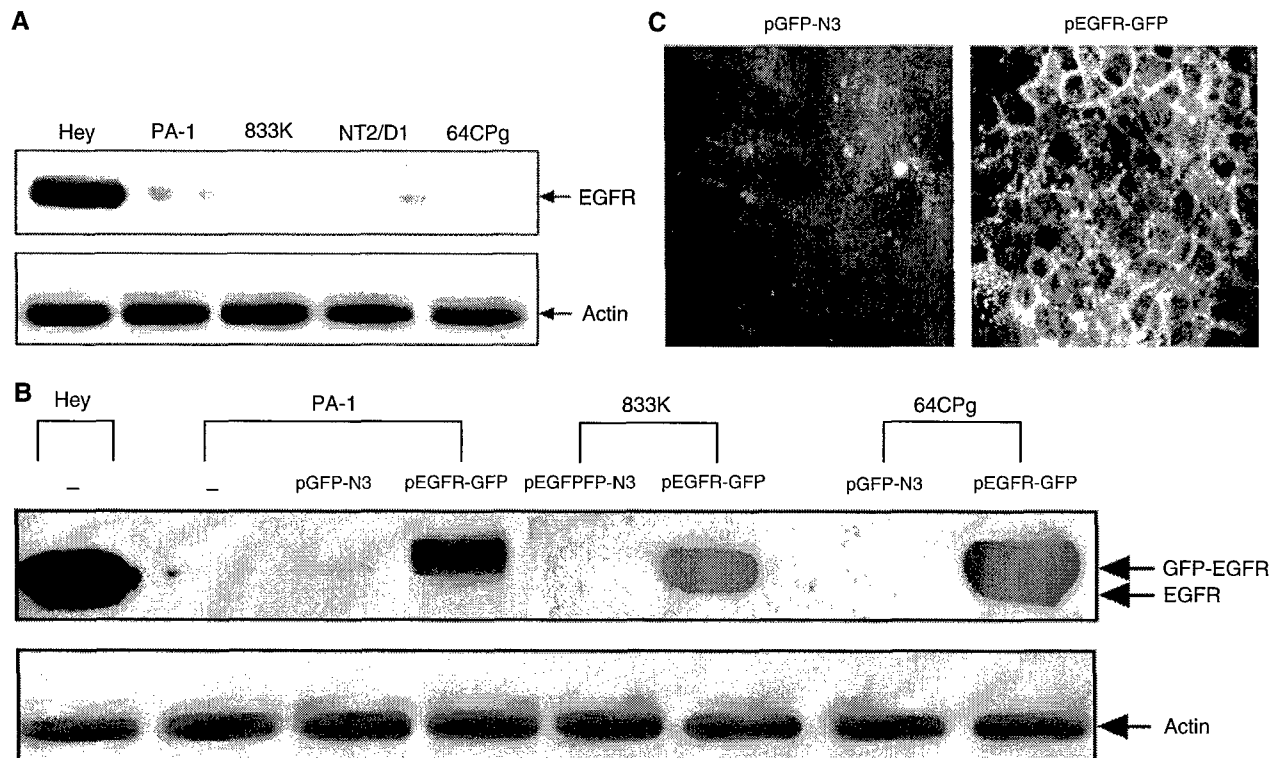 A
Hey PA-1 833K NT2/D1 64CPg
EGFR
Actin
B
Hey PA-1 833K 64CPg
– – pGFP-N3 pEGFR-GFP pEGFPFP-N3 pEGFR-GFP pGFP-N3 pEGFR-GFP
GFP-EGFR
EGFR
Actin
C
pGFP-N3 pEGFR-GFP